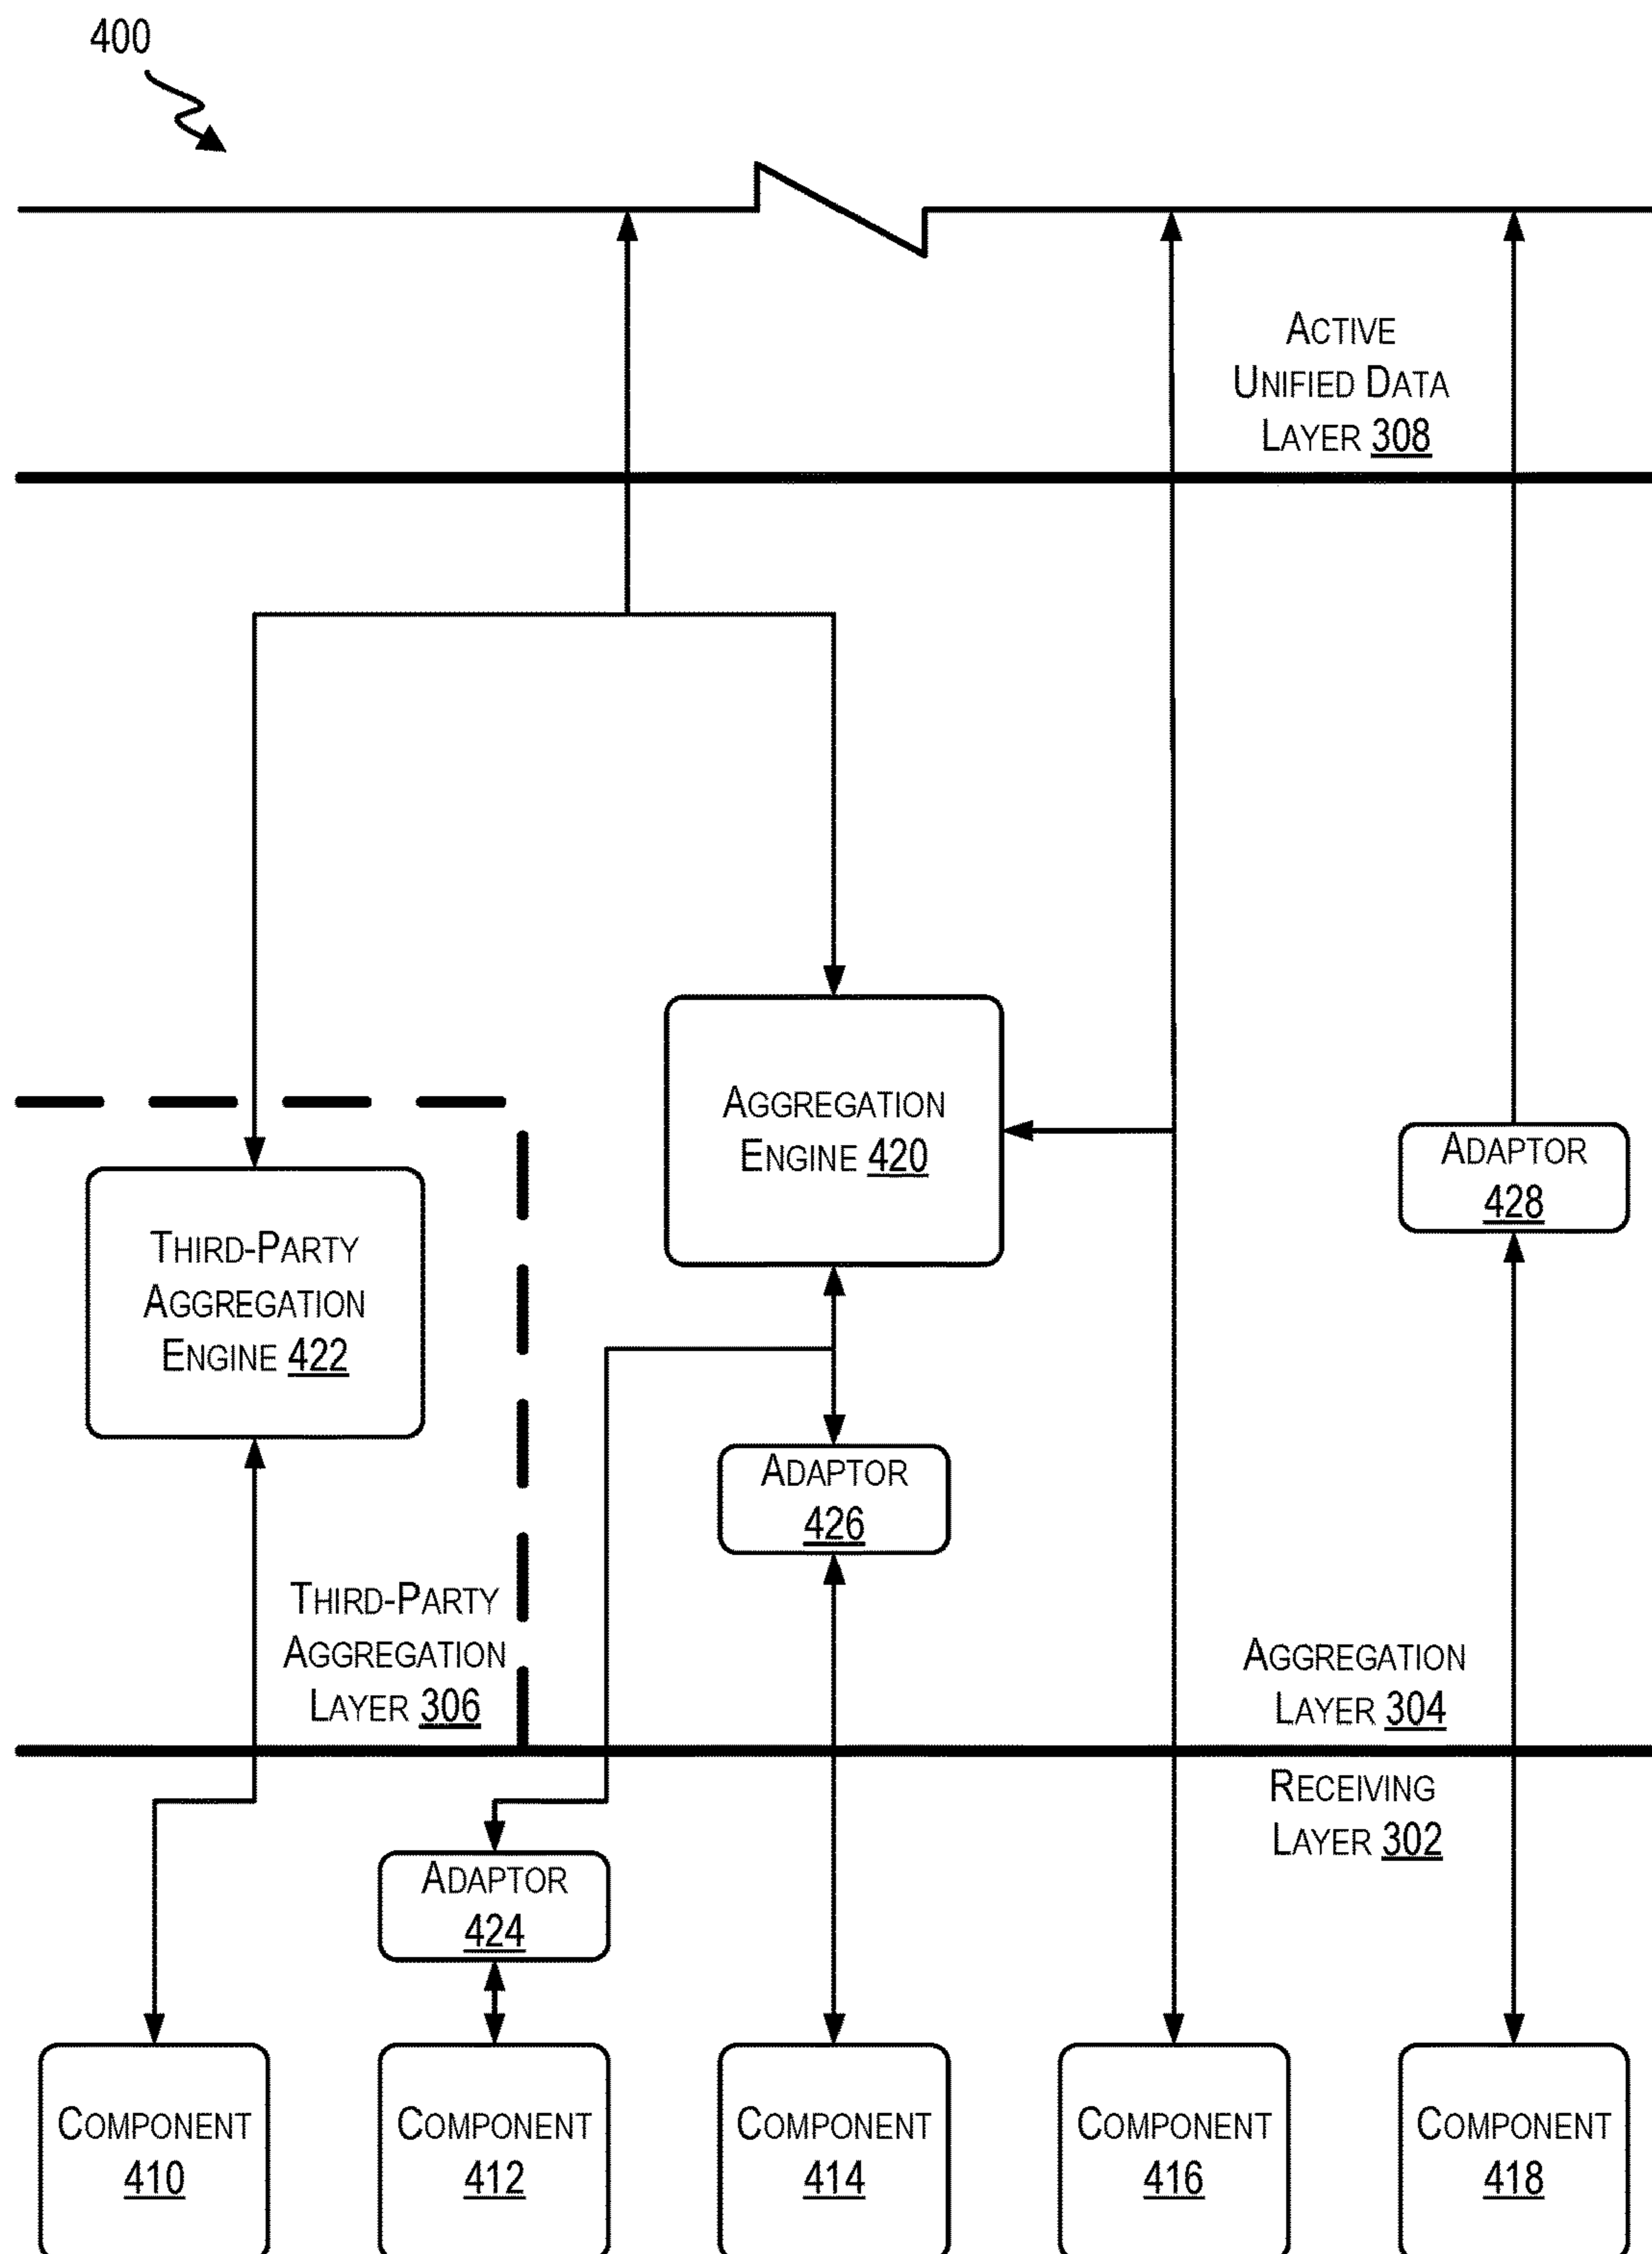 400
ACTIVE
UNIFIED DATA
LAYER 308
AGGREGATION
ENGINE 420
ADAPTOR
428
THIRD-PARTY
AGGREGATION
ENGINE 422
ADAPTOR
426
THIRD-PARTY
AGGREGATION
LAYER 306
AGGREGATION
LAYER 304
RECEIVING
LAYER 302
ADAPTOR
424
COMPONENT
410
COMPONENT
412
COMPONENT
414
COMPONENT
416
COMPONENT
418